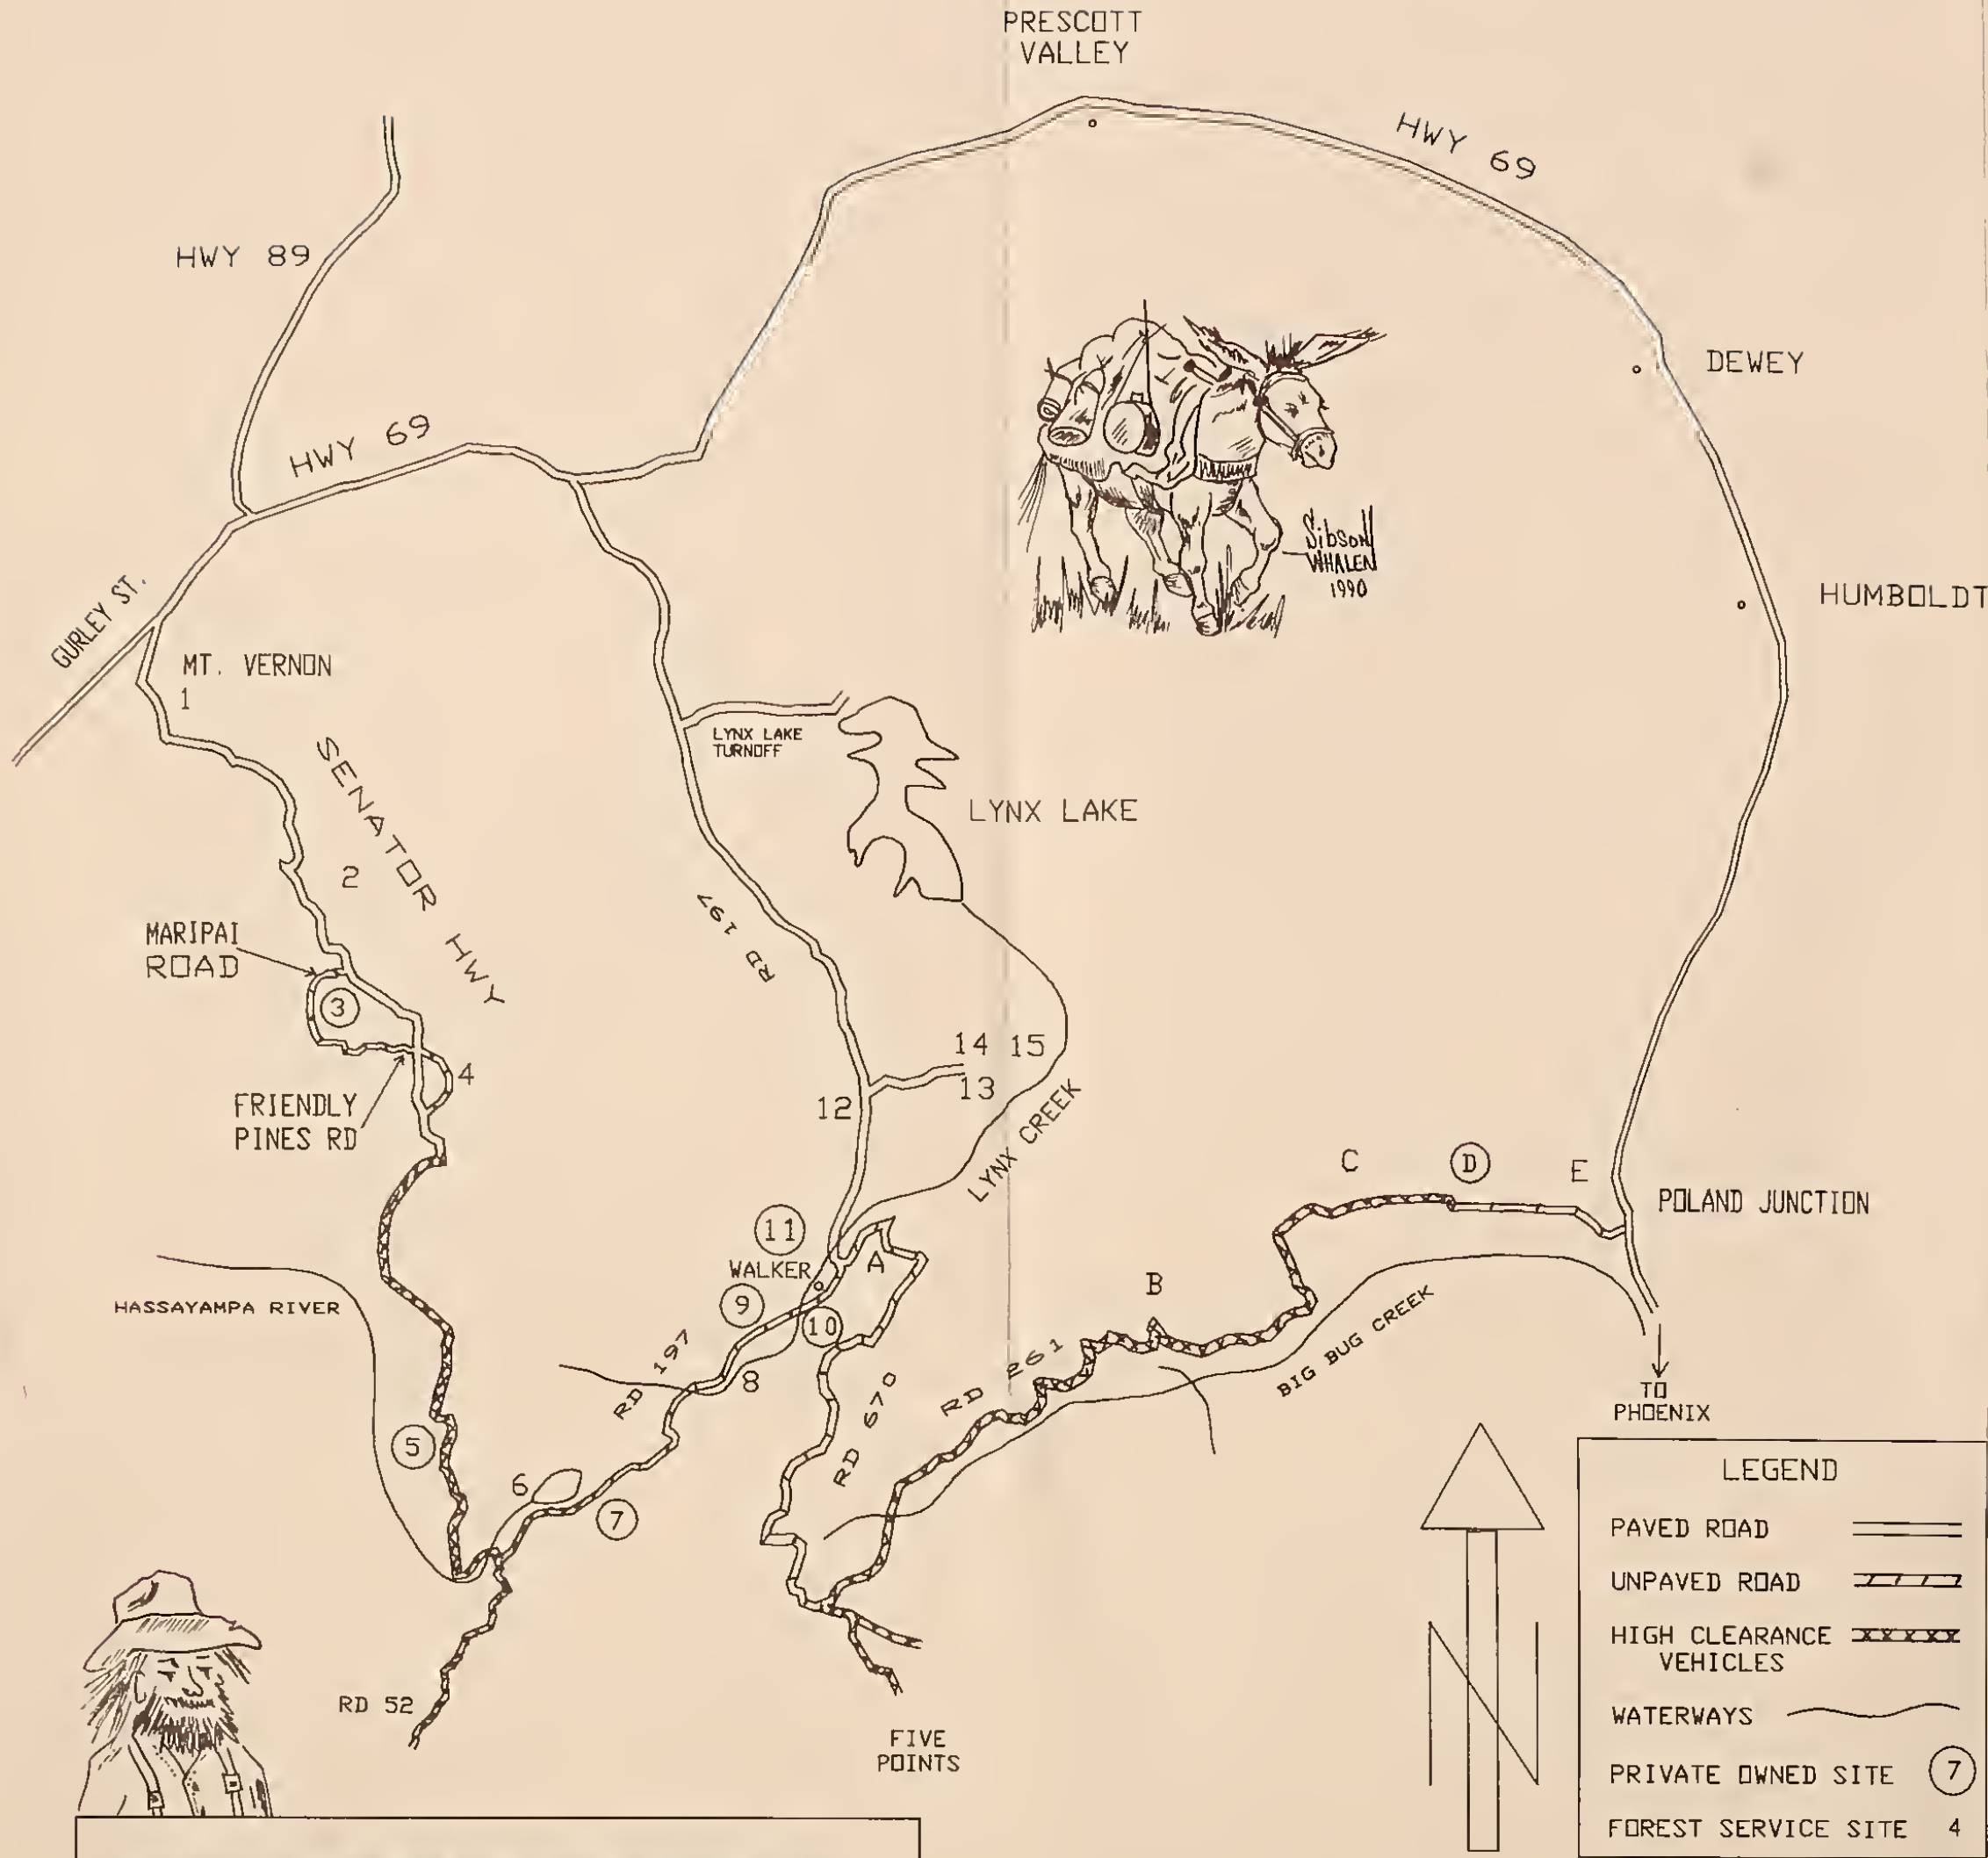 PRESCOTT
VALLEY
HWY 69
HWY 89
DEWEY
HWY 69
Sibson
WHALEN
1990
HUMBOLDT
GURLEY ST.
MT. VERNON
1
LYNX LAKE
TURNOFF
SENATOR HWY
LYNX LAKE
2
RD 197
MARIPAI
ROAD
3
14 15
13
4
12
FRIENDLY
PINES RD
LYNX CREEK
C
D
E
POLAND JUNCTION
11
WALKER
A
B
HASSAYAMPA RIVER
9
10
BIG BUG CREEK
RD 197
8
RD 261
RD 670
TO
PHOENIX
5
6
7
RD 52
FIVE
POINTS
N
LEGEND
PAVED ROAD
UNPAVED ROAD
HIGH CLEARANCE
VEHICLES
WATERWAYS
PRIVATE OWNED SITE 7
FOREST SERVICE SITE 4